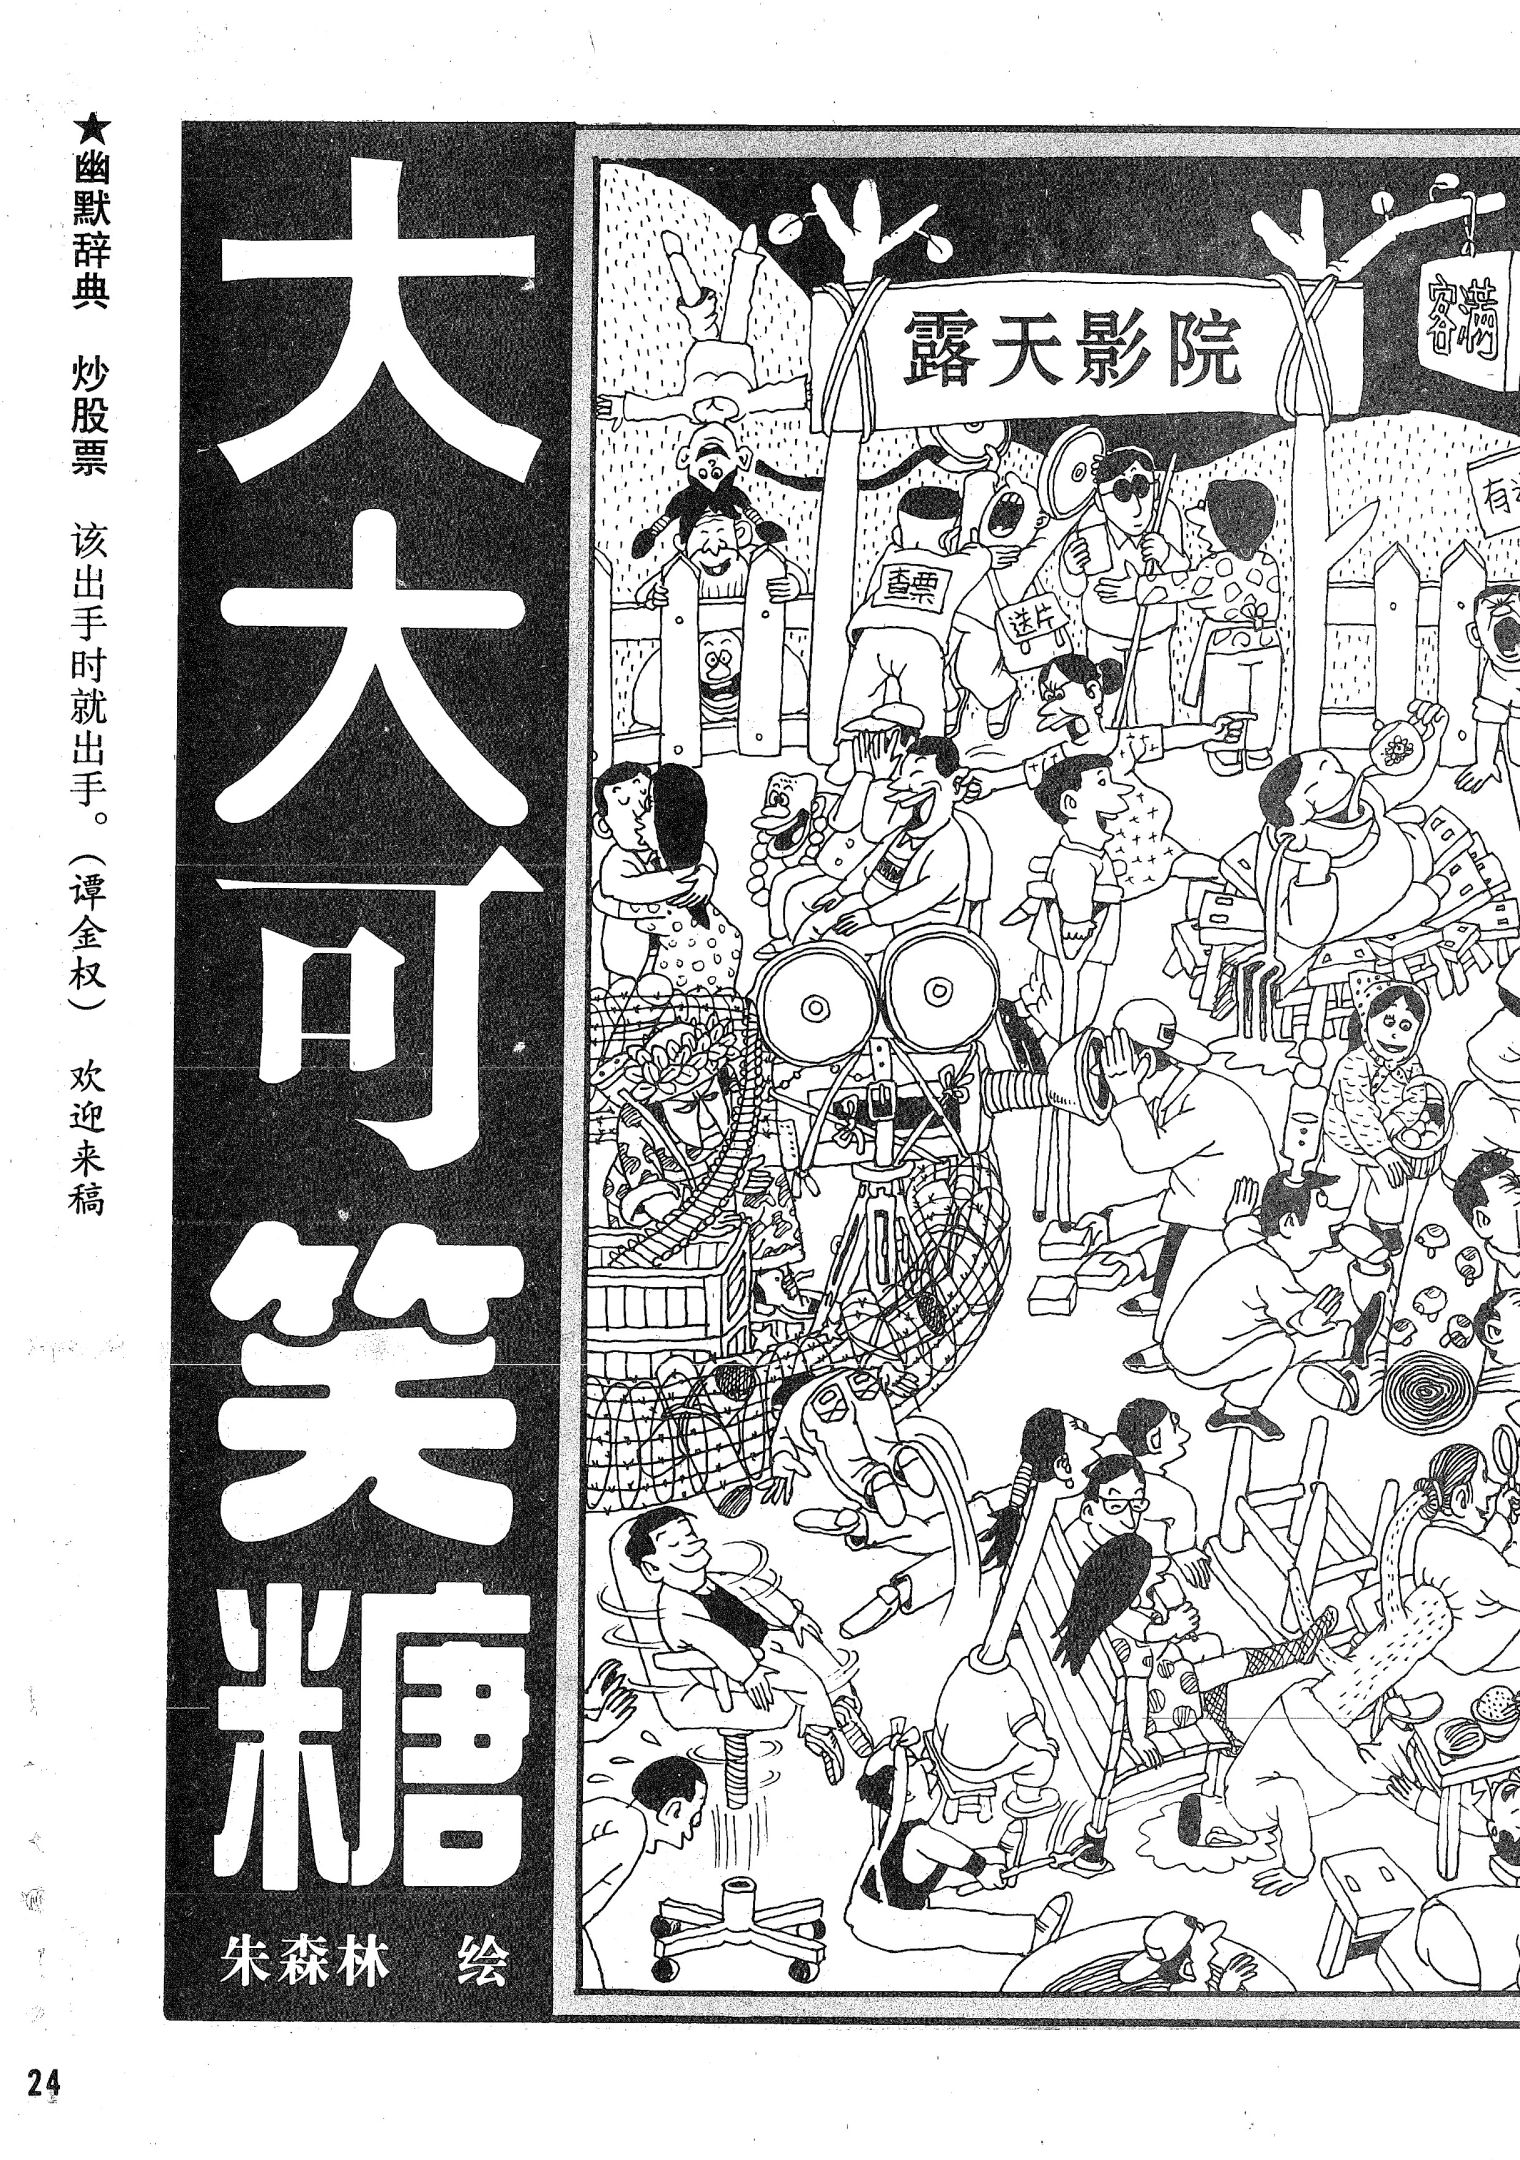 ★幽默辞典 炒股票 该出手时就出手。(谭金权) 欢迎来稿
大大可笑糖
朱森林 绘
露天影院
客满
有
查票
送片
24